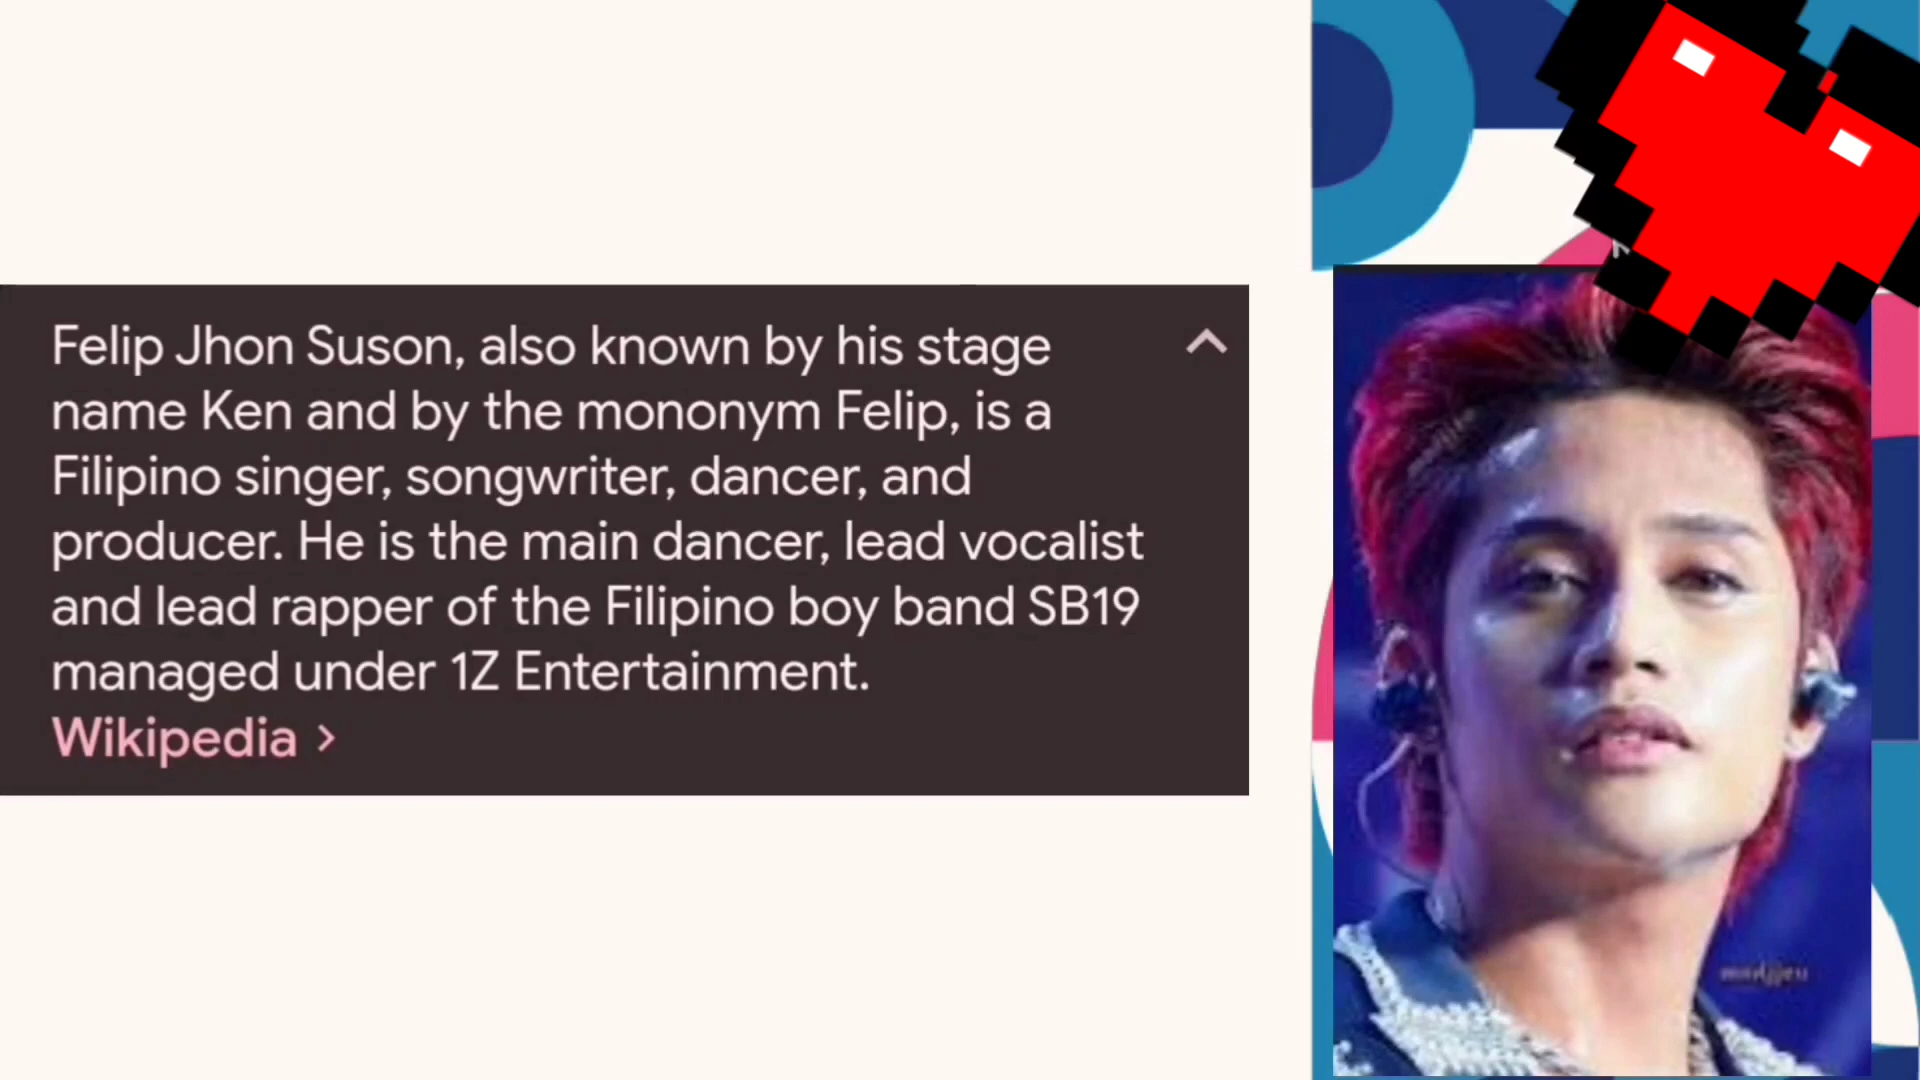 Felip Jhon Suson, also known by his stage
name Ken and by the mononym Felip, is a
Filipino singer, songwriter, dancer, and
producer. He is the main dancer, lead vocalist
and lead rapper of the Filipino boy band SB19
managed under 1Z Entertainment.
Wikipedia >